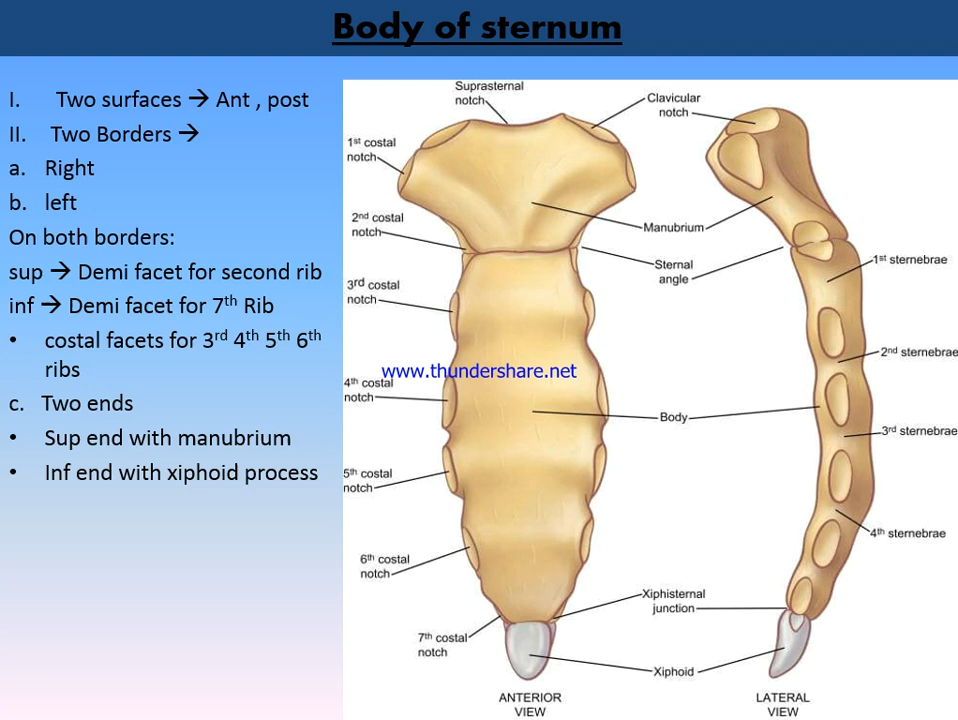 Body of sternum
I. Two surfaces → Ant , post
II. Two Borders →
a. Right
b. left
On both borders:
sup → Demi facet for second rib
inf → Demi facet for 7th Rib
• costal facets for 3rd 4th 5th 6th
ribs
c. Two ends
• Sup end with manubrium
• Inf end with xiphoid process
Suprasternal
notch
Clavicular
notch
1st costal
notch
2nd costal
notch
Manubrium
Sternal
angle
1st sternebrae
3rd costal
notch
2nd sternebrae
www.thundershare.net
4th costal
notch
Body
3rd sternebrae
5th costal
notch
4th sternebrae
6th costal
notch
Xiphisternal
junction
7th costal
notch
Xiphoid
ANTERIOR
VIEW
LATERAL
VIEW